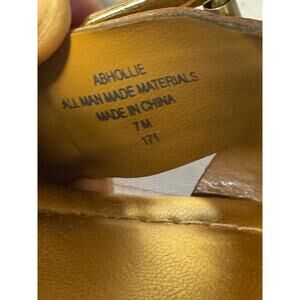 ABHOLLIE
ALL MAN MADE MATERIALS
MADE IN CHINA
7 M
171